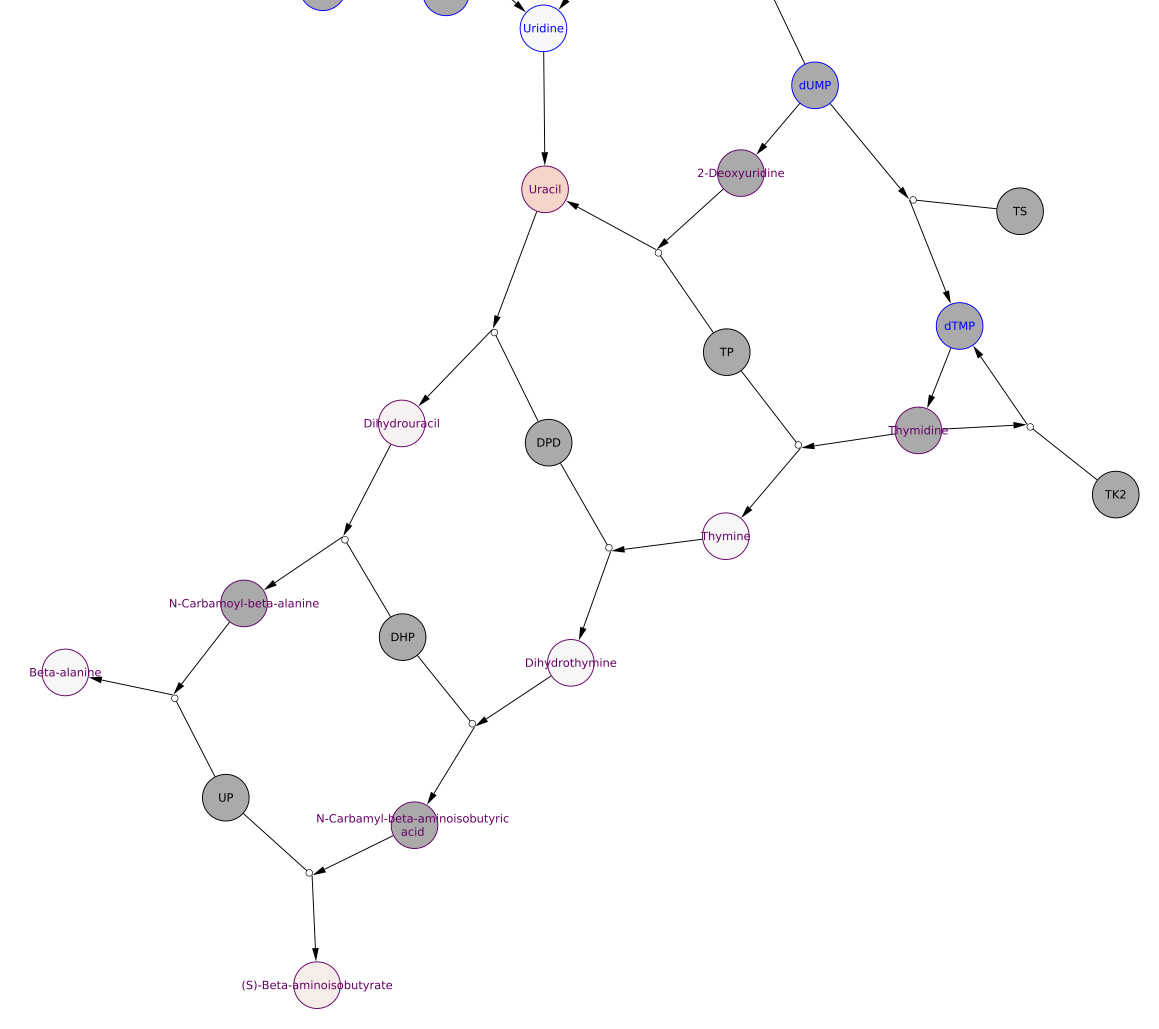 Uridine
dUMP
2-Deoxyuridine
Uracil
TS
dTMP
TP
Dihydrouracil
Thymidine
DPD
TK2
Thymine
N-Carbamoyl-beta-alanine
DHP
Dihydrothymine
Beta-alanine
UP
N-Carbamyl-beta-aminoisobutyric
acid
(S)-Beta-aminoisobutyrate